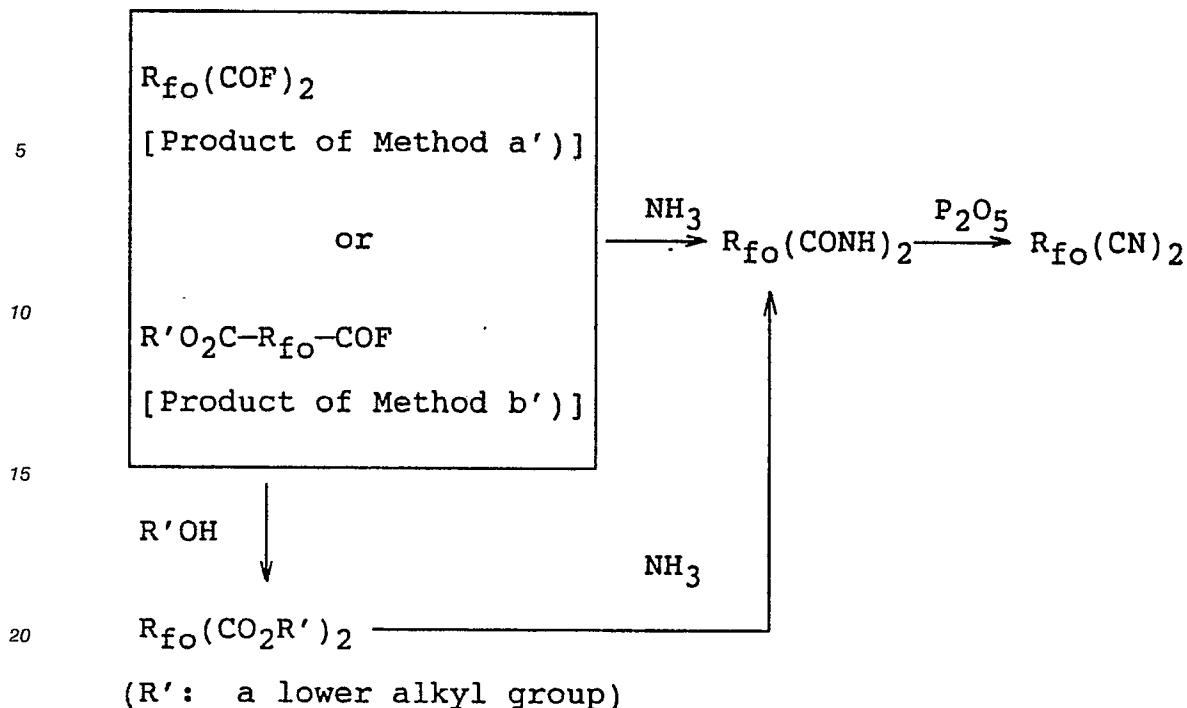 R_fo(COF)_2
5
[Product of Method a')]
NH_3
P_2O_5
or
R_fo(CONH)_2
R_fo(CN)_2
10
R'O_2C—R_fo—COF
[Product of Method b')]
15
R'OH
NH_3
20
R_fo(CO_2R')_2
(R': a lower alkyl group)